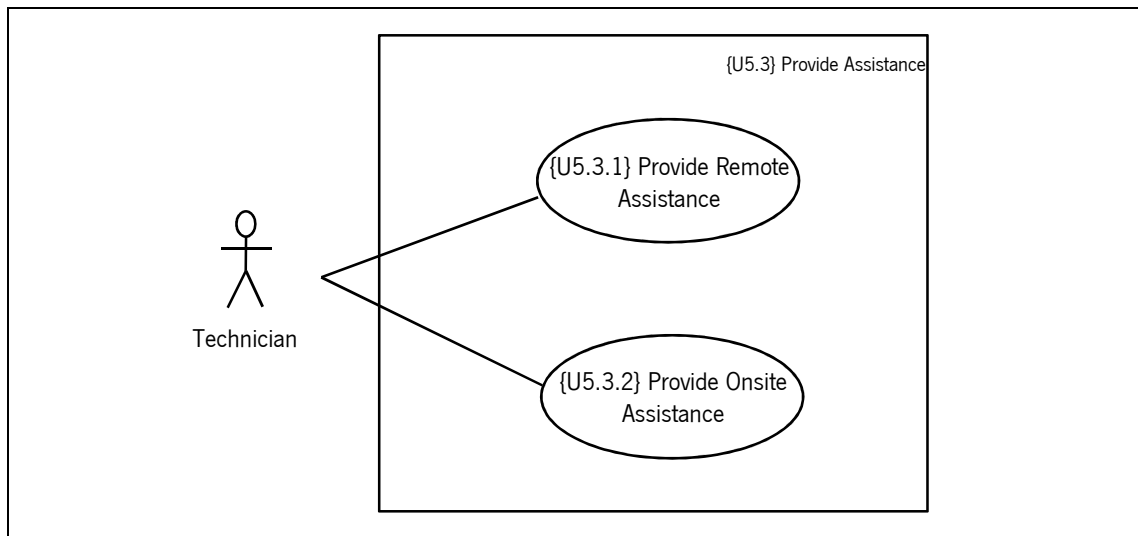 {U5.3} Provide Assistance
{U5.3.1} Provide Remote
Assistance
Technician
{U5.3.2} Provide Onsite
Assistance